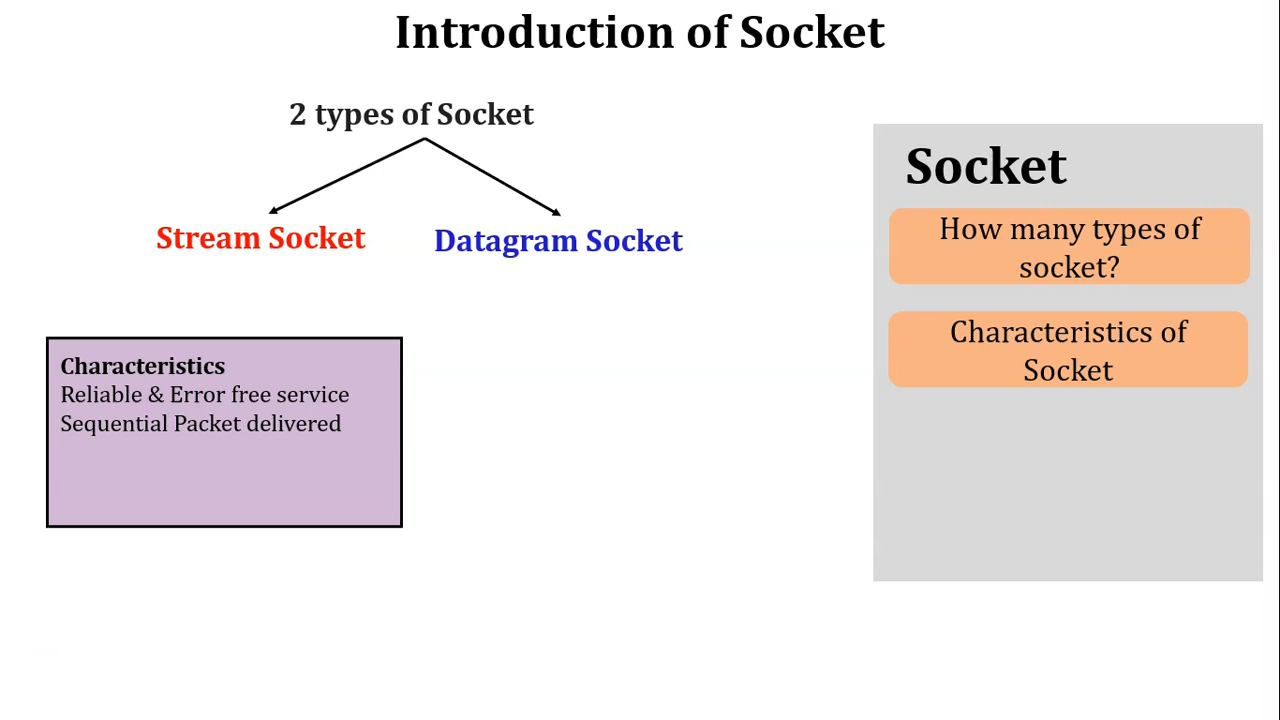 Introduction of Socket
2 types of Socket
Stream Socket
Datagram Socket
Characteristics
Reliable & Error free service
Sequential Packet delivered
Socket
How many types of
socket?
Characteristics of
Socket